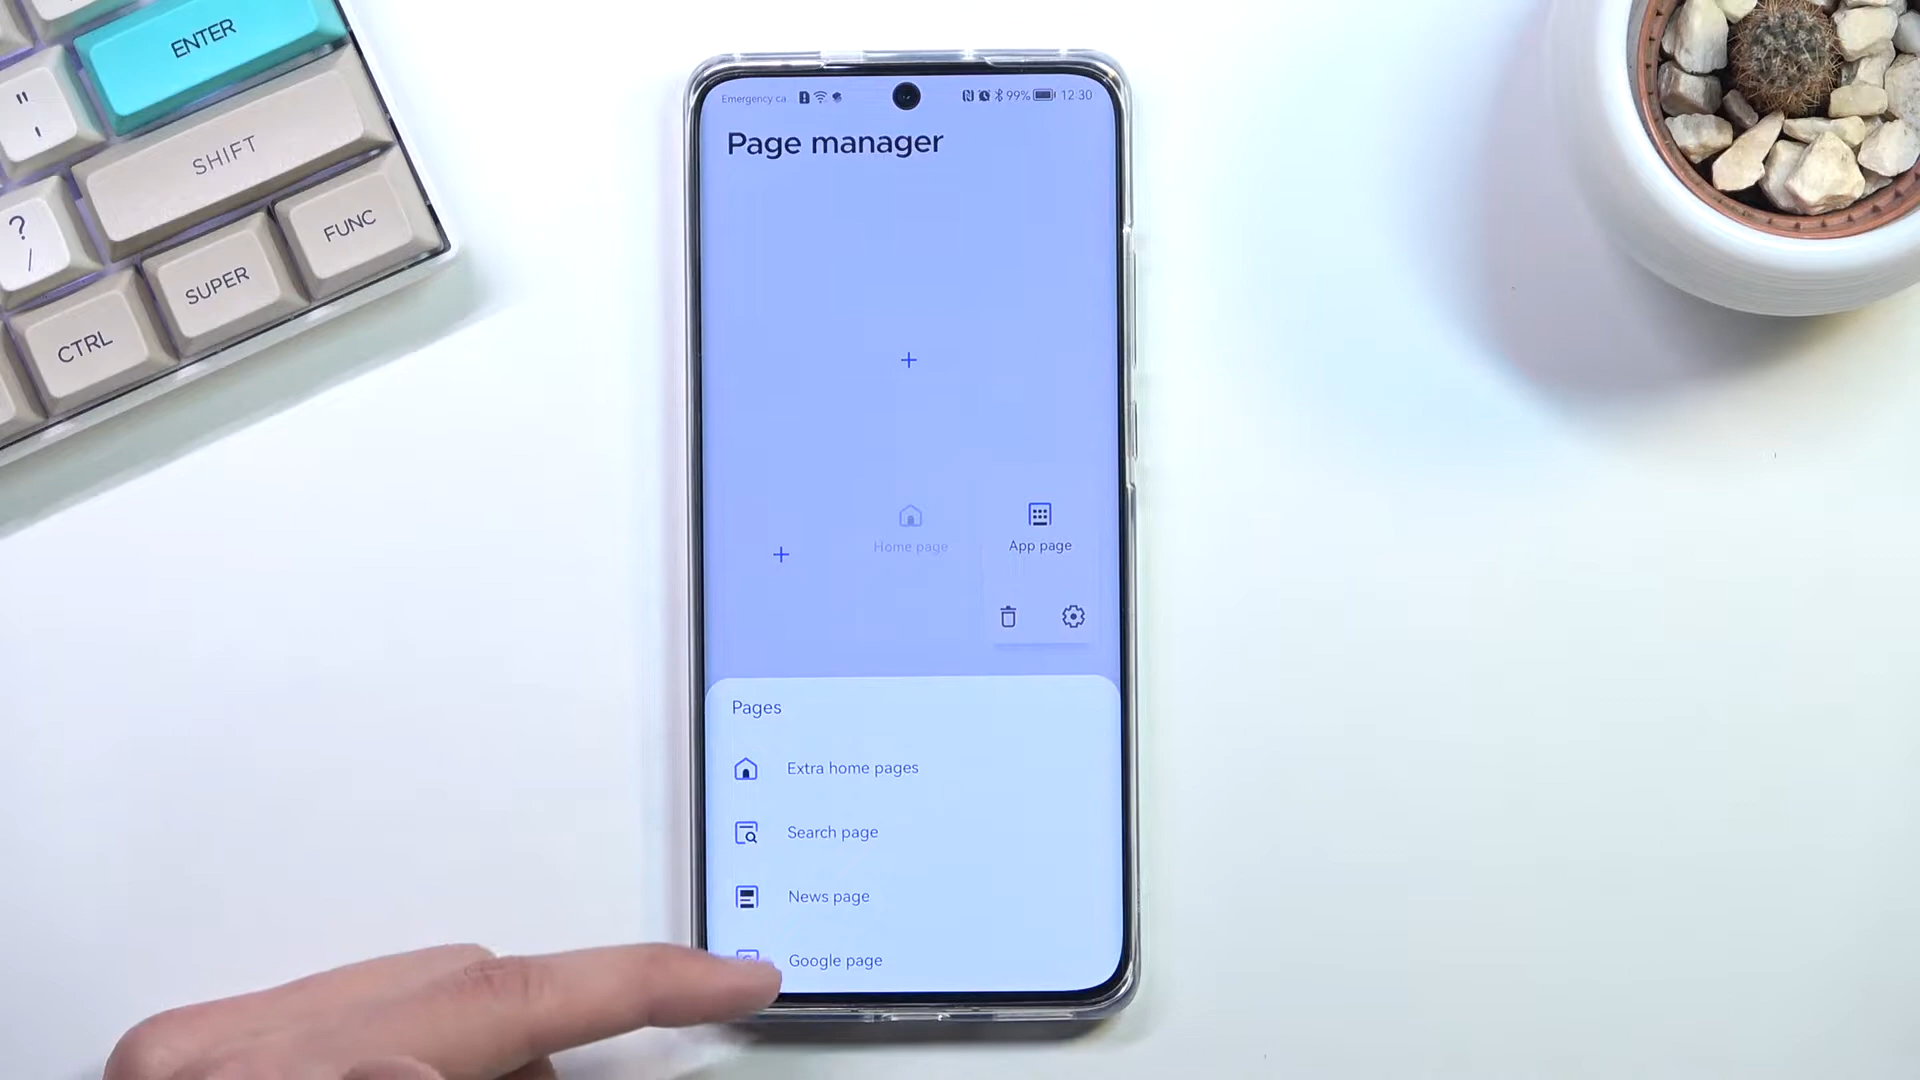 ENTER
"
'
SHIFT
?
/
FUNC
SUPER
CTRL
Emergency ca
99%
12:30
Page manager
+
Home page
App page
+
Pages
Extra home pages
Search page
News page
Google page